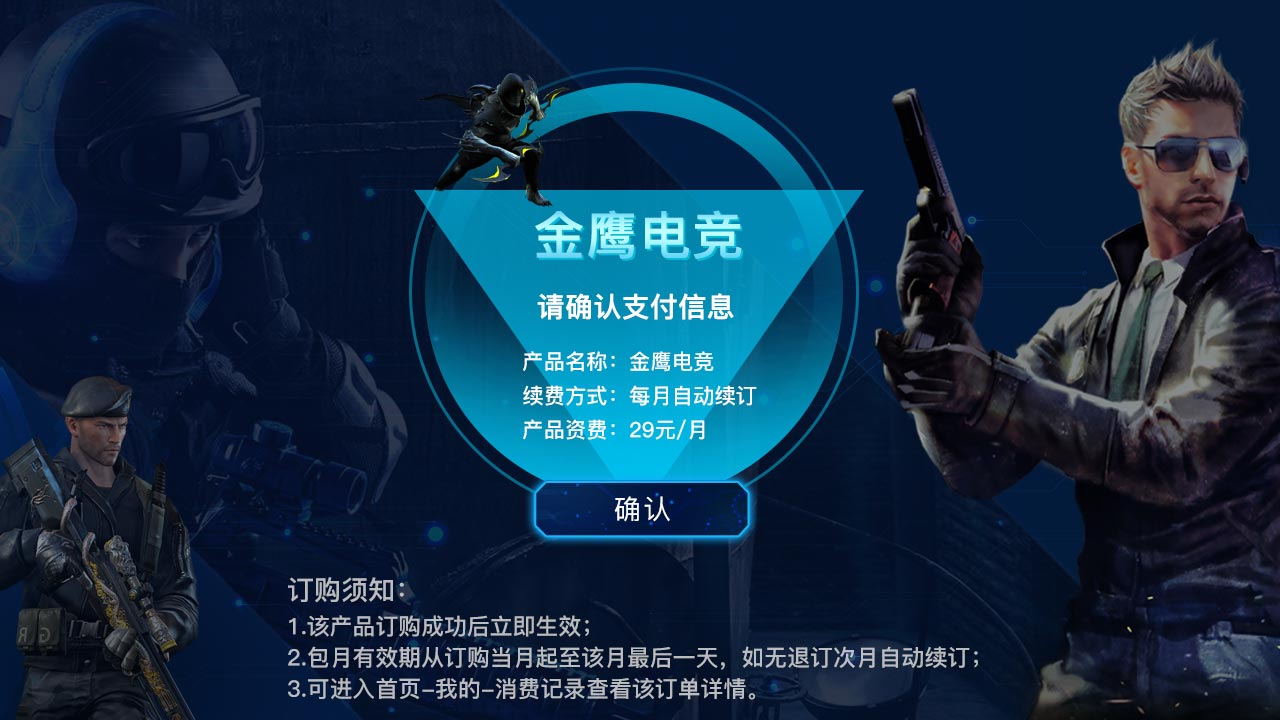 金鹰电竞
请确认支付信息
产品名称：金鹰电竞
续费方式：每月自动续订
产品资费：29元/月
确认
订购须知：
1.该产品订购成功后立即生效；
2.包月有效期从订购当月起至该月最后一天，如无退订次月自动续订；
3.可进入首页-我的-消费记录查看该订单详情。